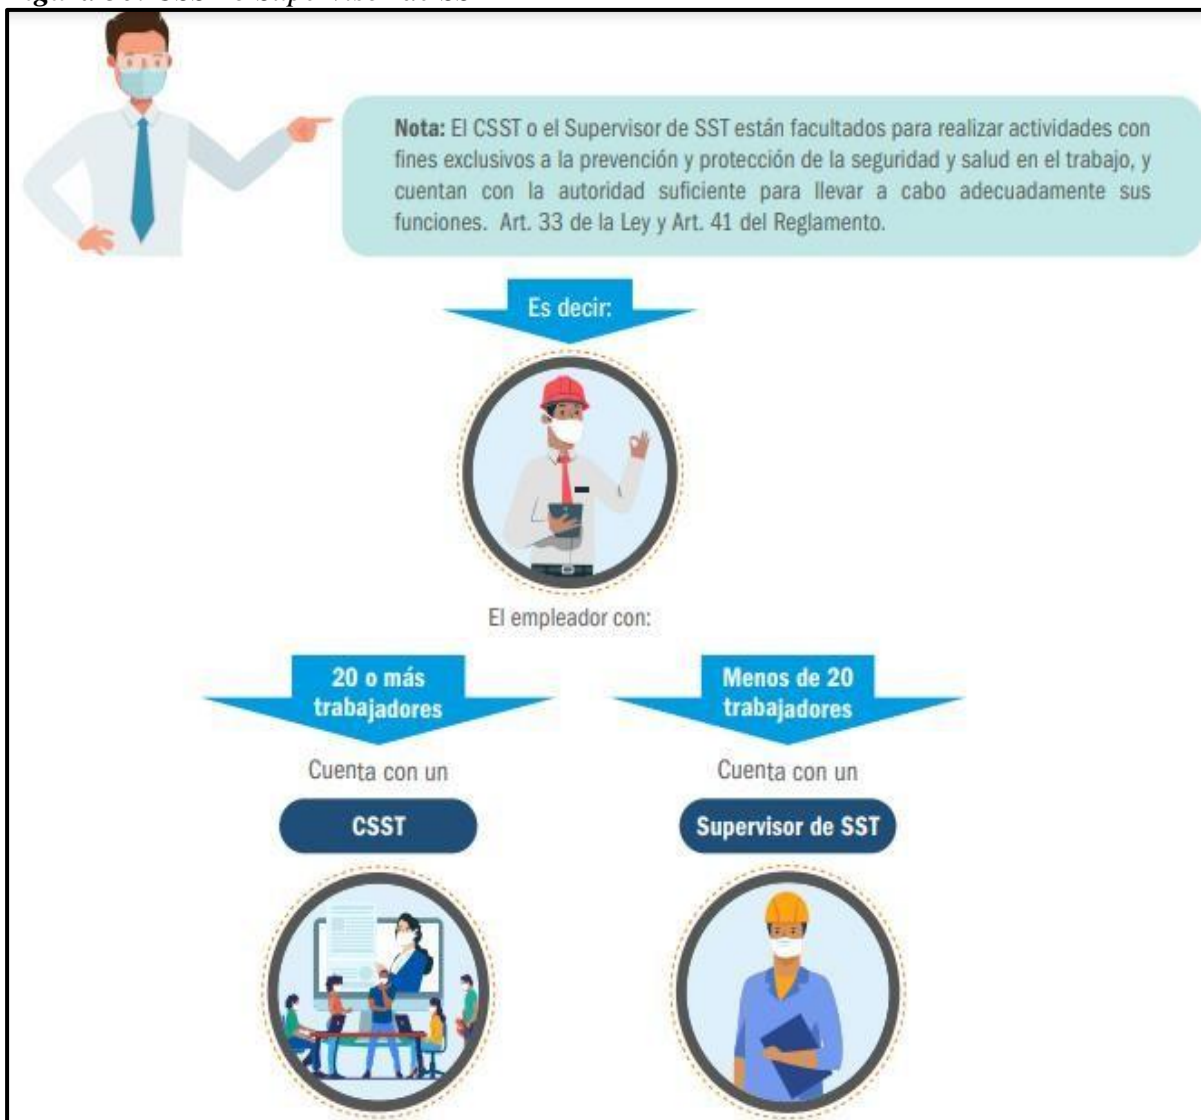 Nota: El CSST o el Supervisor de SST están facultados para realizar actividades con
fines exclusivos a la prevención y protección de la seguridad y salud en el trabajo, y
cuentan con la autoridad suficiente para llevar a cabo adecuadamente sus
funciones. Art. 33 de la Ley y Art. 41 del Reglamento.
Es decir:
El empleador con:
20 o más
trabajadores
Menos de 20
trabajadores
Cuenta con un
Cuenta con un
CSST
Supervisor de SST